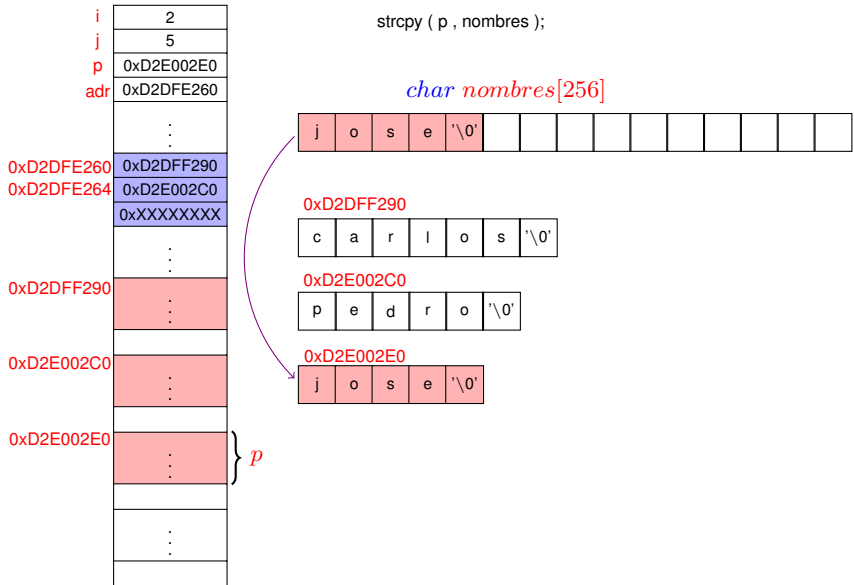 i 2
j 5
p 0xD2E002E0
adr 0xD2DFE260
0xD2DFE260 0xD2DFF290
0xD2DFE264 0xD2E002C0
0xXXXXXXXX
0xD2DFF290
0xD2E002C0
0xD2E002E0
p
strcpy ( p , nombres );
char nombres[256]
j o s e '\0'
0xD2DFF290
c a r l o s '\0'
0xD2E002C0
p e d r o '\0'
0xD2E002E0
j o s e '\0'